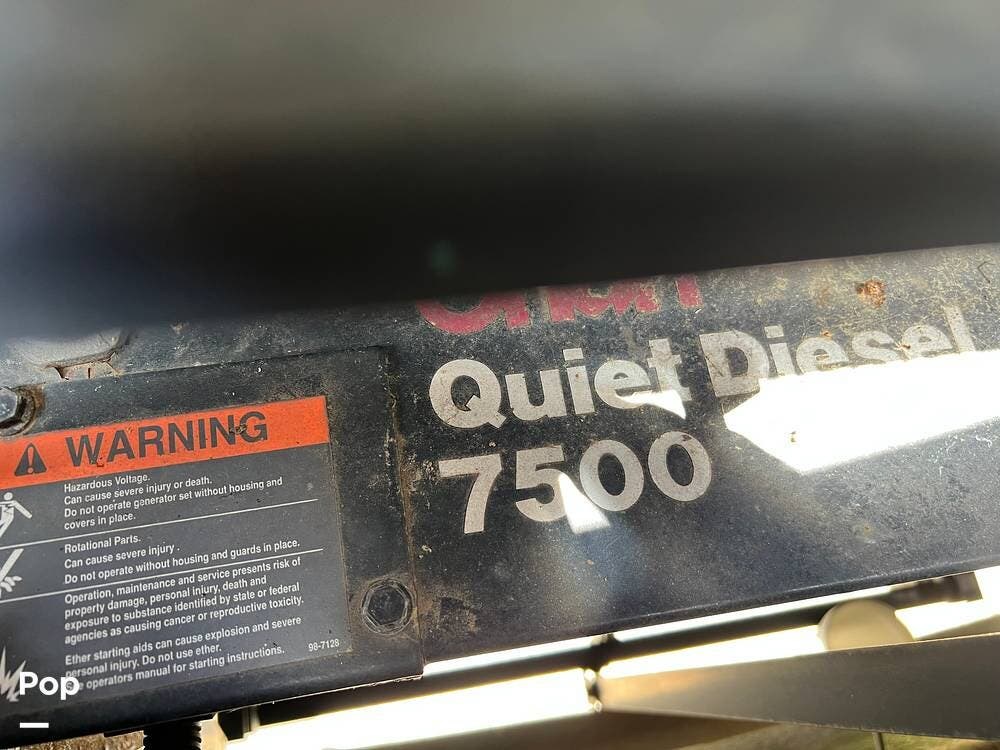 Onan
Quiet Diesel
7500
WARNING
Hazardous Voltage.
Can cause severe injury or death.
Do not operate generator set without housing and
covers in place.
Rotational Parts.
Can cause severe injury .
Do not operate without housing and guards in place.
Operation, maintenance and service presents risk of
property damage, personal injury, death and
exposure to substance identified by state or federal
agencies as causing cancer or reproductive toxicity.
Ether starting aids can cause explosion and severe
personal injury. Do not use ether.
operators manual for starting instructions.
98-7128
Pop